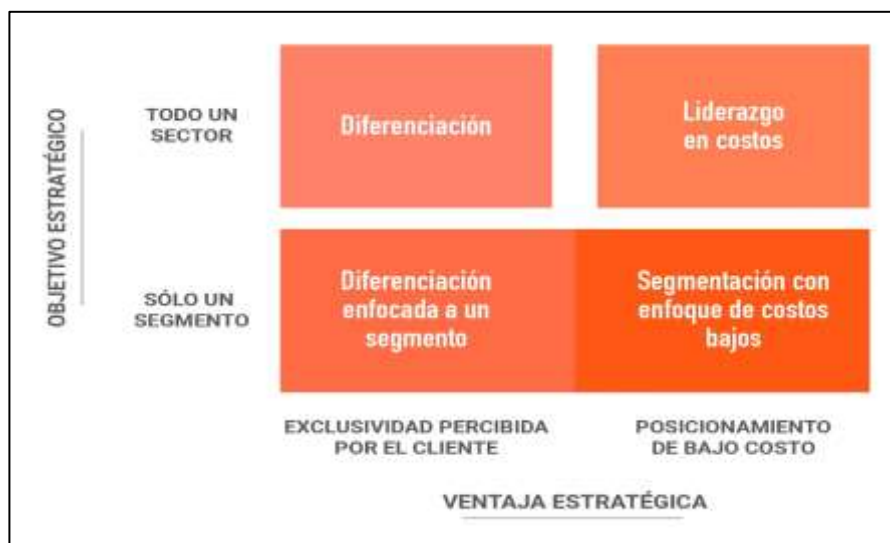 OBJETIVO ESTRATÉGICO
TODO UN
SECTOR
Diferenciación
Liderazgo
en costos
SÓLO UN
SEGMENTO
Diferenciación
enfocada a un
segmento
Segmentación con
enfoque de costos
bajos
EXCLUSIVIDAD PERCIBIDA
POR EL CLIENTE
POSICIONAMIENTO
DE BAJO COSTO
VENTAJA ESTRATÉGICA